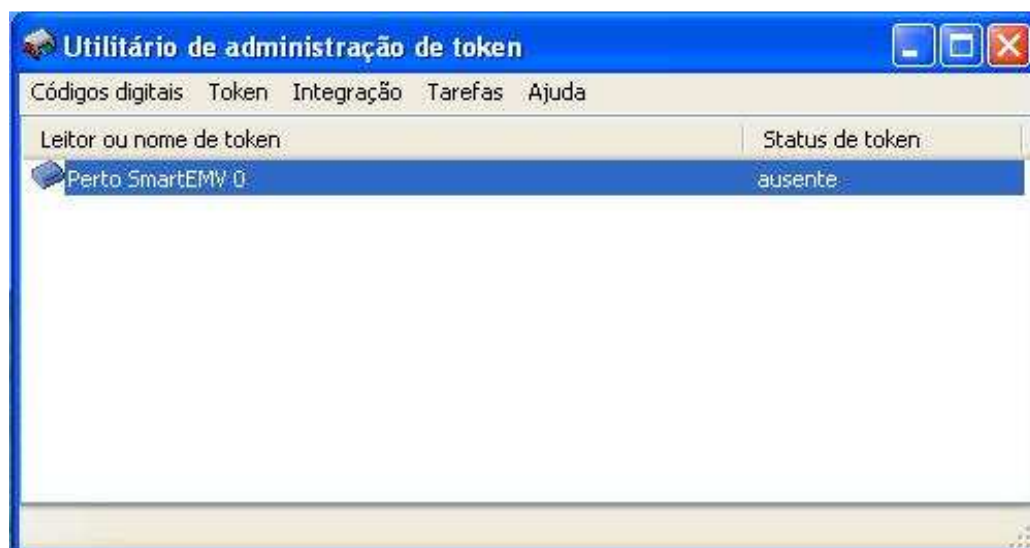 Utilitário de administração de token
Códigos digitais Token Integração Tarefas Ajuda
Leitor ou nome de token Status de token
Perto SmartEMV 0 ausente